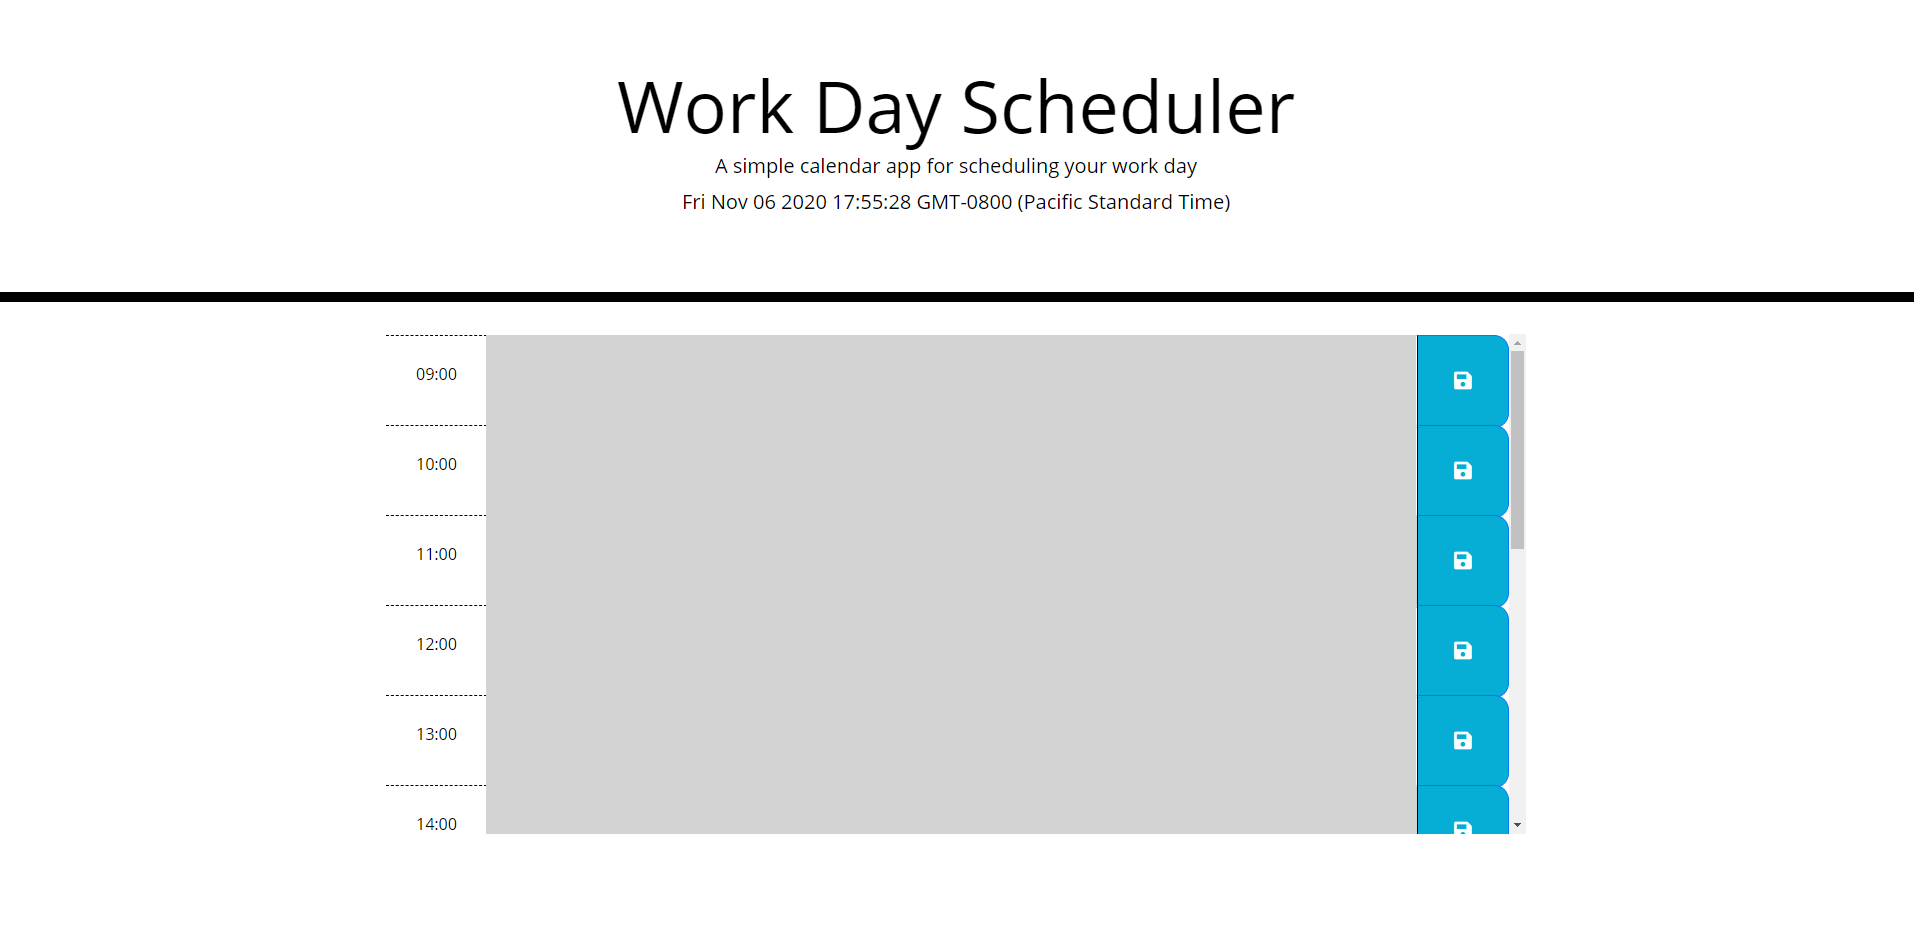 Work Day Scheduler
A simple calendar app for scheduling your work day
Fri Nov 06 2020 17:55:28 GMT-0800 (Pacific Standard Time)
09:00
10:00
11:00
12:00
13:00
14:00